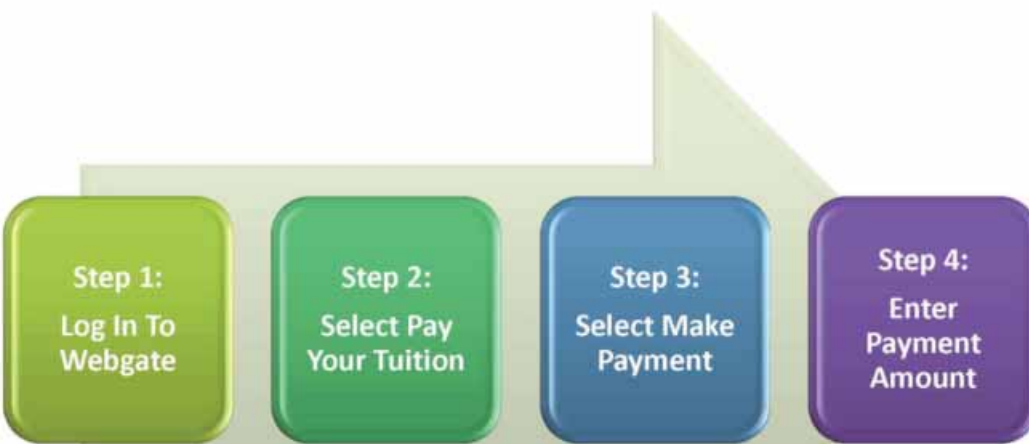 Step 1:
Log In To
Webgate
Step 2:
Select Pay
Your Tuition
Step 3:
Select Make
Payment
Step 4:
Enter
Payment
Amount